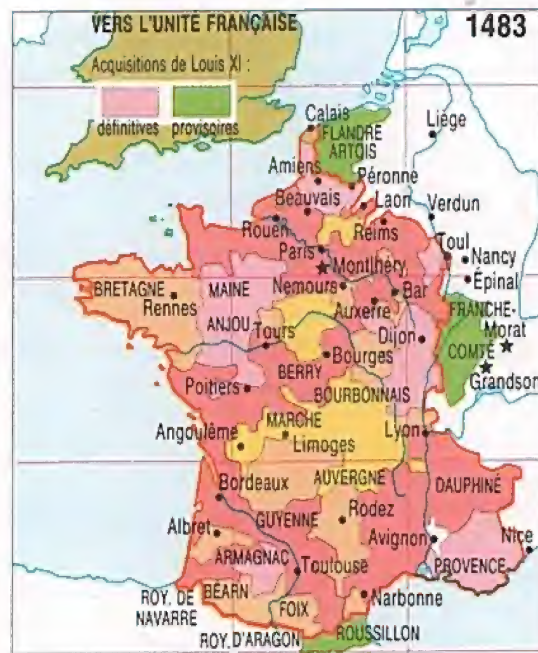 VERS L'UNITÉ FRANÇAISE
1483
Acquisitions de Louis XI :
définitives
provisoires
Calais
FLANDRE
ARTOIS
Liége
Amiens
Péronne
Beauvais
Laon
Rouen
Reims
Verdun
Paris
Toul
Montlhéry
Nancy
Nemours
Bar
Épinal
BRETAGNE
Rennes
MAINE
Auxerre
FRANCHE-
COMTÉ
Morat
ANJOU
Tours
Dijon
Grandson
Bourges
BERRY
Poitiers
BOURBONNAIS
MARCHE
Angoulême
Limoges
Lyon
AUVERGNE
Bordeaux
DAUPHINÉ
GUYENNE
Rodez
Albret
Avignon
Nice
ARMAGNAC
Toulouse
PROVENCE
ROY. DE
NAVARRE
BÉARN
FOIX
Narbonne
ROY. D'ARAGON
ROUSSILLON